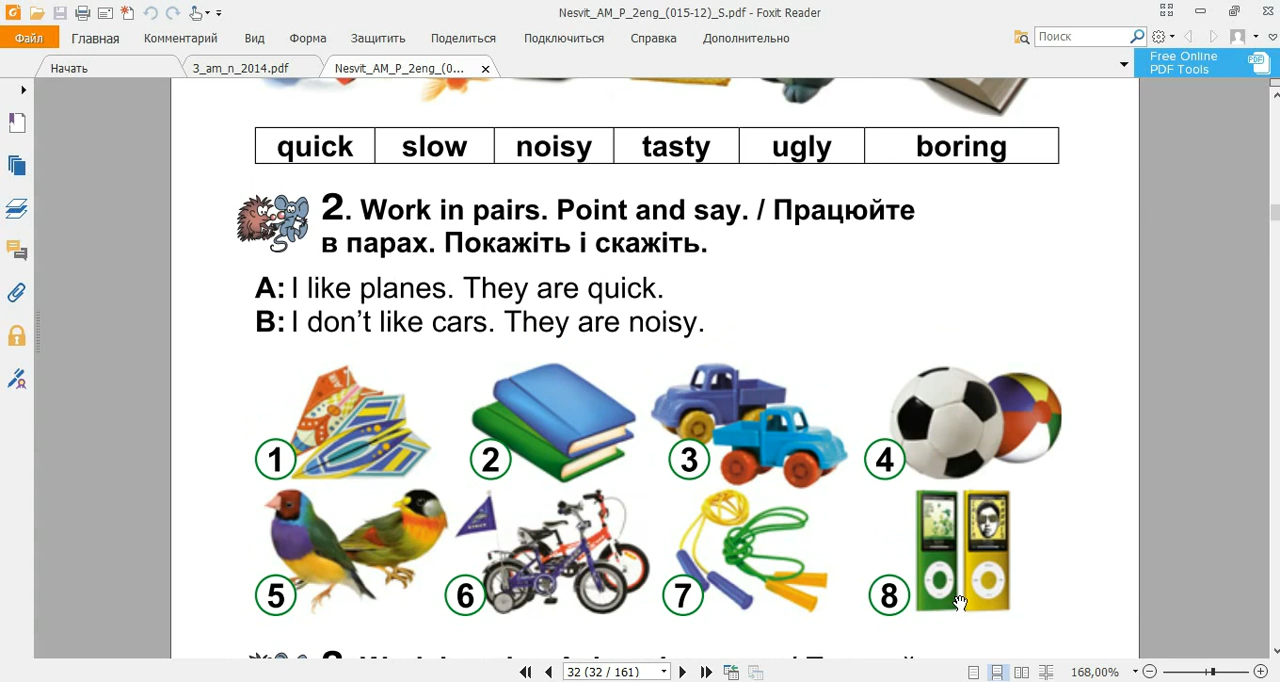 Nesvit_AM_P_2eng_(015-12)_S.pdf - Foxit Reader
Файл Главная Комментарий Вид Форма Защитить Поделиться Подключиться Справка Дополнительно
Поиск
Начать 3_am_n_2014.pdf Nesvit_AM_P_2eng_(0...
Free Online
PDF Tools
quick slow noisy tasty ugly boring
2. Work in pairs. Point and say. / Працюйте
в парах. Покажіть і скажіть.
A: I like planes. They are quick.
B: I don't like cars. They are noisy.
1 2 3 4
5 6 7 8
32 (32 / 161)
168,00%